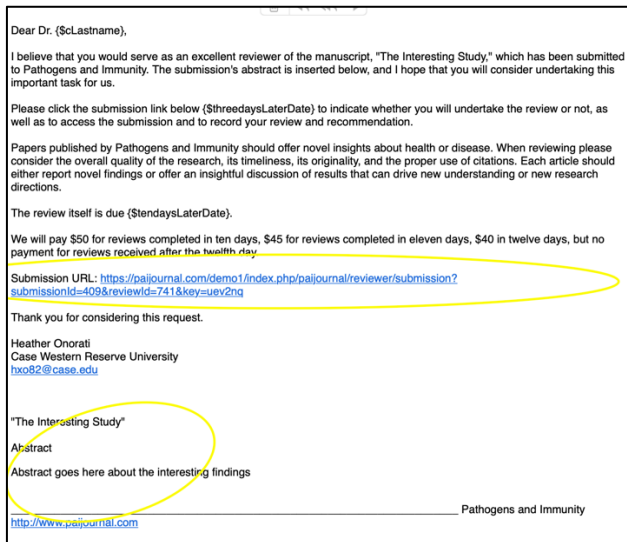 Dear Dr. {$cLastname},
I believe that you would serve as an excellent reviewer of the manuscript, "The Interesting Study," which has been submitted
to Pathogens and Immunity. The submission's abstract is inserted below, and I hope that you will consider undertaking this
important task for us.
Please click the submission link below {$threedaysLaterDate} to indicate whether you will undertake the review or not, as
well as to access the submission and to record your review and recommendation.
Papers published by Pathogens and Immunity should offer novel insights about health or disease. When reviewing please
consider the overall quality of the research, its timeliness, its originality, and the proper use of citations. Each article should
either report novel findings or offer an insightful discussion of results that can drive new understanding or new research
directions.
The review itself is due {$tendaysLaterDate}.
We will pay $50 for reviews completed in ten days, $45 for reviews completed in eleven days, $40 in twelve days, but no
payment for reviews received after the twelfth day
Submission URL: https://paijournal.com/demo1/index.php/paijournal/reviewer/submission?
submissionId=409&reviewId=741&key=uev2nq
Thank you for considering this request.
Heather Onorati
Case Western Reserve University
hxo82@case.edu
"The Interesting Study"
Abstract
Abstract goes here about the interesting findings
Pathogens and Immunity
http://www.paijournal.com